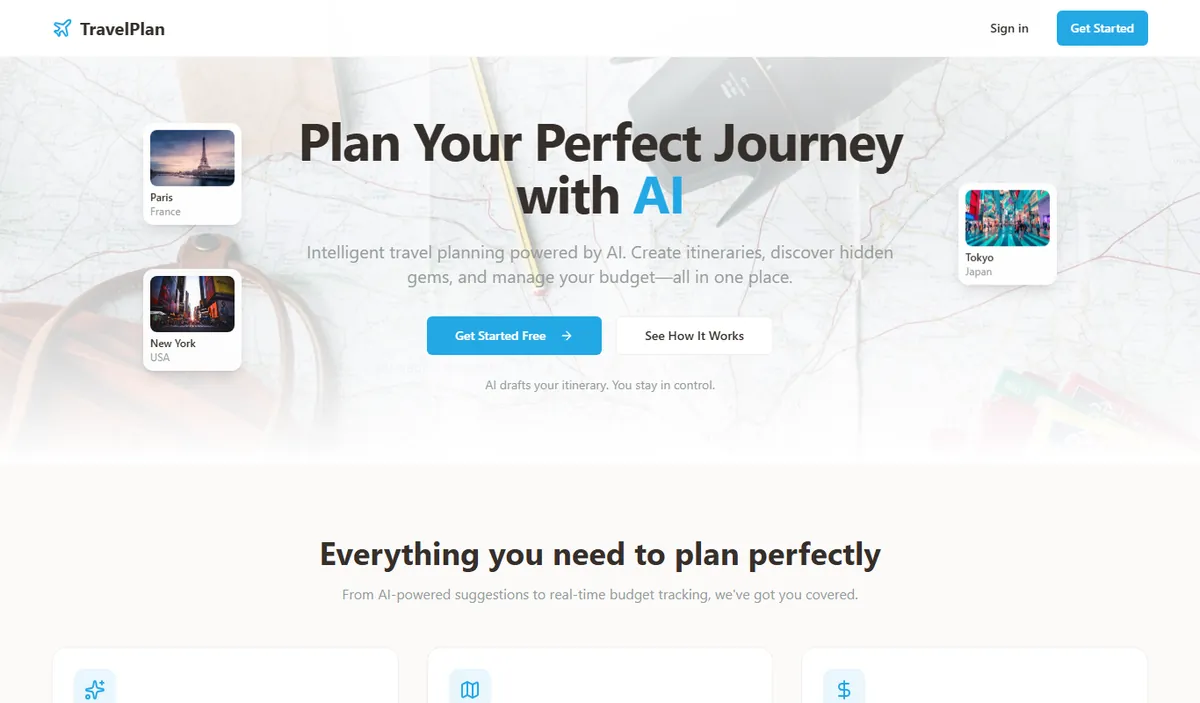 TravelPlan
Sign in
Get Started
Plan Your Perfect Journey
with AI
Intelligent travel planning powered by AI. Create itineraries, discover hidden
gems, and manage your budget—all in one place.
Get Started Free
See How It Works
AI drafts your itinerary. You stay in control.
Paris
France
New York
USA
Tokyo
Japan
Everything you need to plan perfectly
From AI-powered suggestions to real-time budget tracking, we've got you covered.